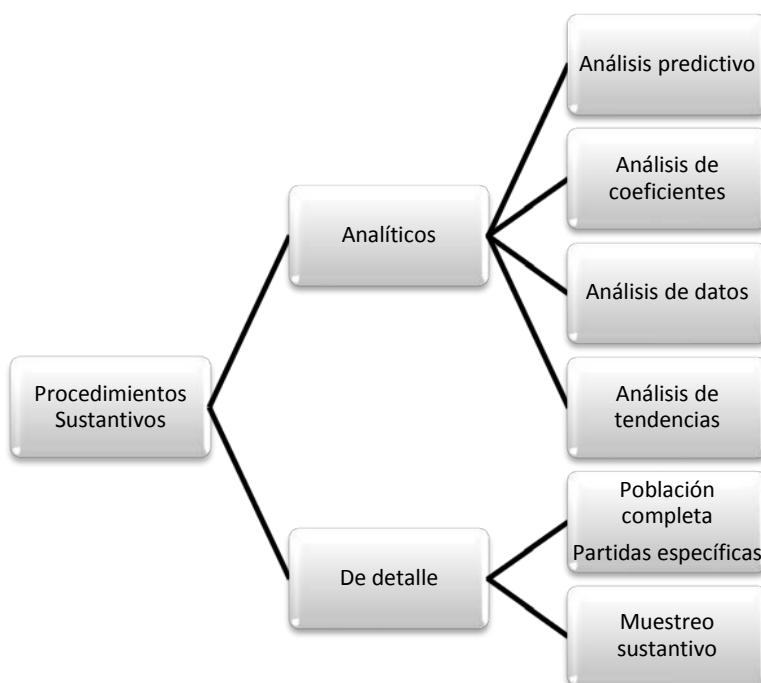 Procedimientos
Sustantivos
Analíticos
Análisis predictivo
Análisis de
coeficientes
Análisis de datos
Análisis de
tendencias
De detalle
Población
completa
Partidas específicas
Muestreo
sustantivo